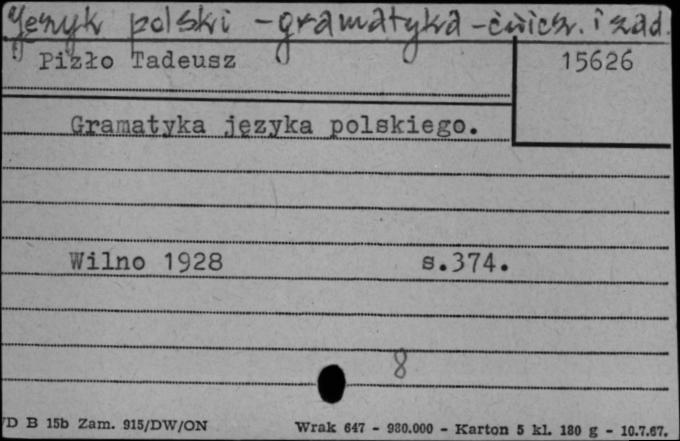 Język polski - gramatyka - ćwicz. i zad.
Pizło Tadeusz 15626
Gramatyka języka polskiego.
Wilno 1928 s.374.
8
D B 15b Zam. 915/DW/ON Wrak 647 - 980.000 - Karton 5 kl. 180 g - 10.7.67.